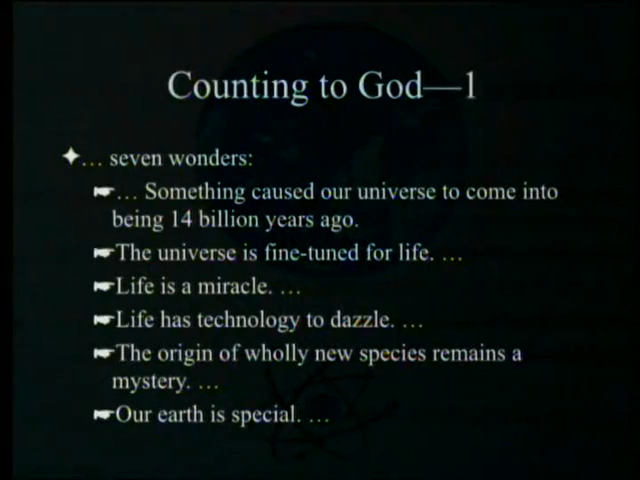 Counting to God—1
… seven wonders:
… Something caused our universe to come into
being 14 billion years ago.
The universe is fine-tuned for life. …
Life is a miracle. …
Life has technology to dazzle. …
The origin of wholly new species remains a
mystery. …
Our earth is special. …